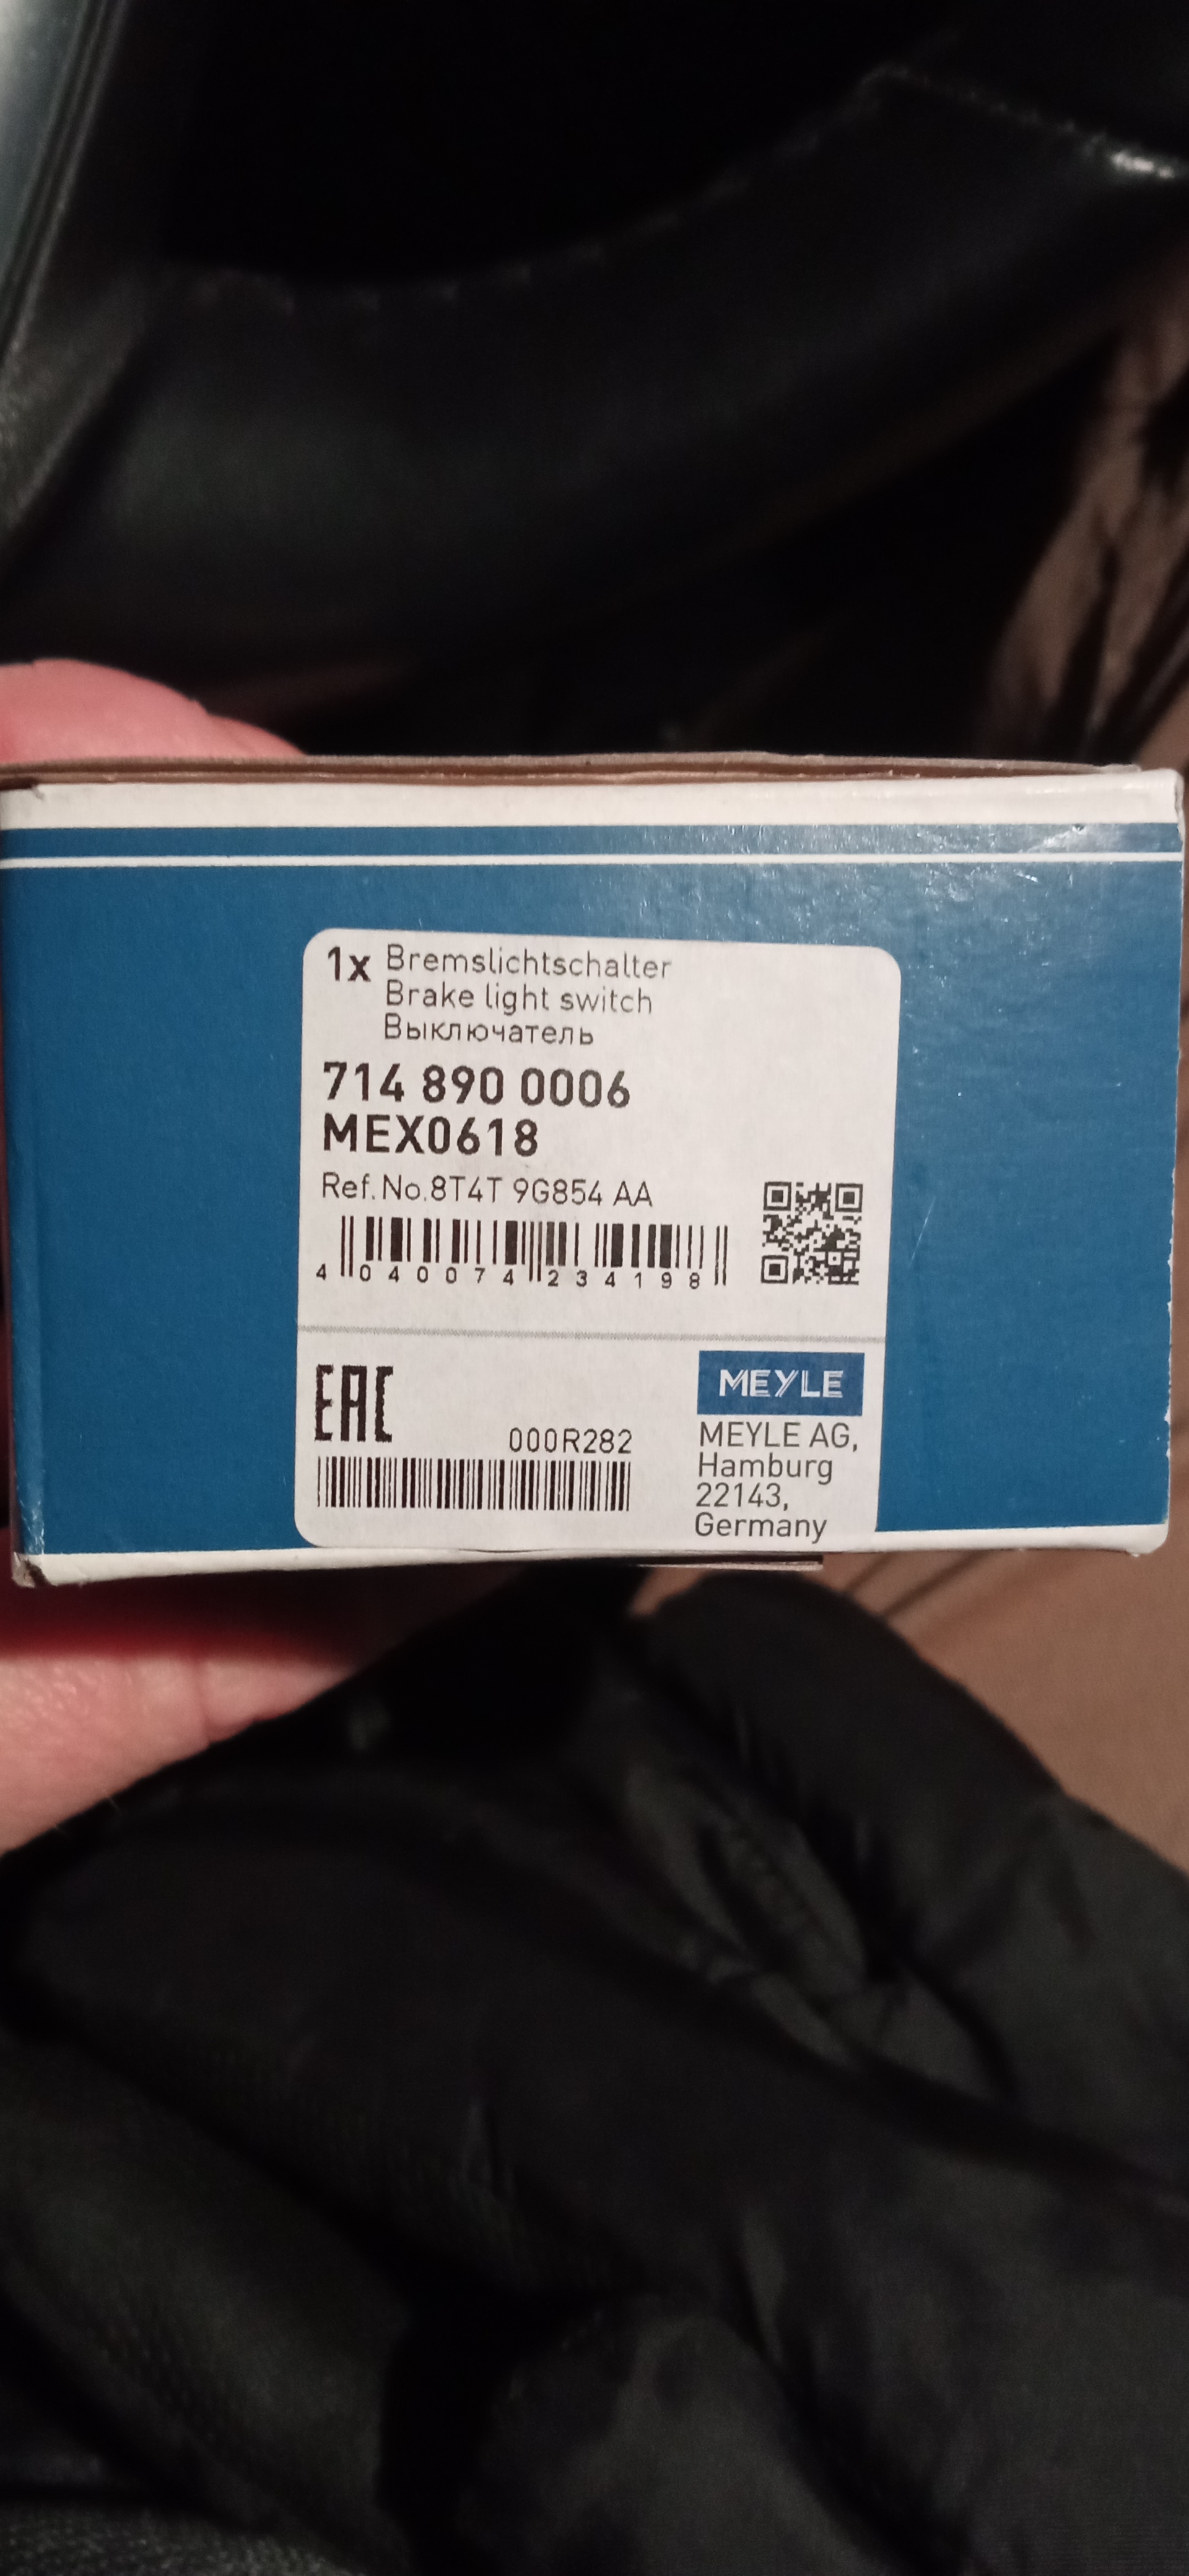 1x Bremslichtschalter
Brake light switch
Выключатель
714 890 0006
MEX0618
Ref.No.8T4T 9G854 AA
4 040074 234198
EAC
000R282
MEYLE
MEYLE AG,
Hamburg
22143,
Germany